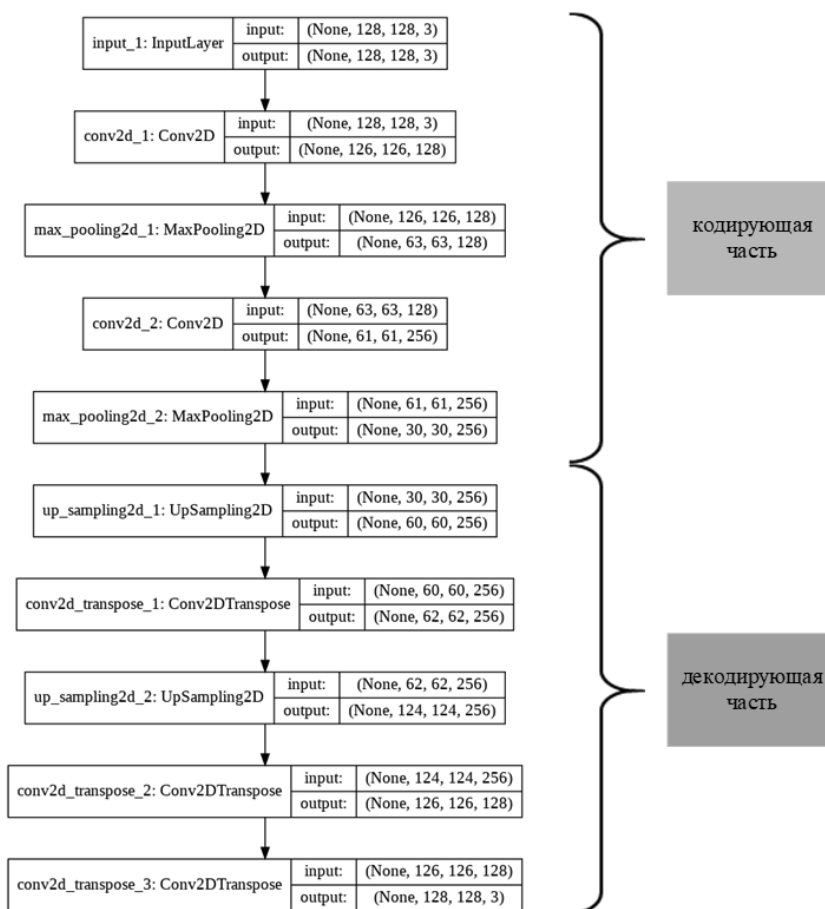 input_1: InputLayer
input: (None, 128, 128, 3)
output: (None, 128, 128, 3)
conv2d_1: Conv2D
input: (None, 128, 128, 3)
output: (None, 126, 126, 128)
max_pooling2d_1: MaxPooling2D
input: (None, 126, 126, 128)
output: (None, 63, 63, 128)
conv2d_2: Conv2D
input: (None, 63, 63, 128)
output: (None, 61, 61, 256)
max_pooling2d_2: MaxPooling2D
input: (None, 61, 61, 256)
output: (None, 30, 30, 256)
up_sampling2d_1: UpSampling2D
input: (None, 30, 30, 256)
output: (None, 60, 60, 256)
conv2d_transpose_1: Conv2DTranspose
input: (None, 60, 60, 256)
output: (None, 62, 62, 256)
up_sampling2d_2: UpSampling2D
input: (None, 62, 62, 256)
output: (None, 124, 124, 256)
conv2d_transpose_2: Conv2DTranspose
input: (None, 124, 124, 256)
output: (None, 126, 126, 128)
conv2d_transpose_3: Conv2DTranspose
input: (None, 126, 126, 128)
output: (None, 128, 128, 3)
кодирующая
часть
декодирующая
часть